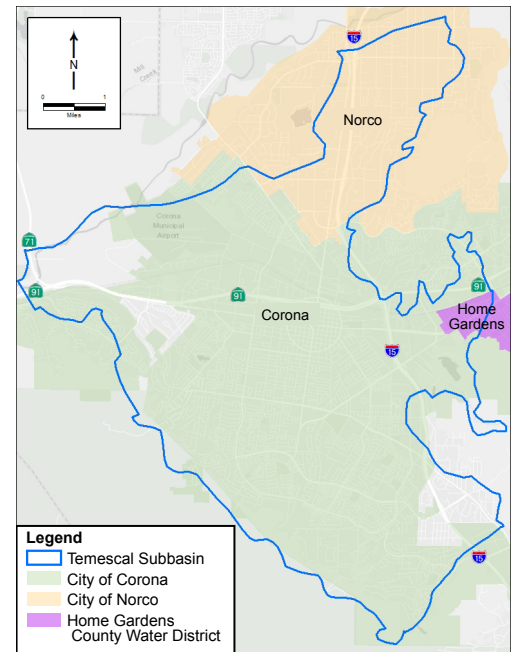 N
0 1
Miles
Mill
Creek
15
Norco
Corona
Municipal
Airport
71
91
91
91
Corona
Home
Gardens
15
15
Legend
Temescal Subbasin
City of Corona
City of Norco
Home Gardens
County Water District